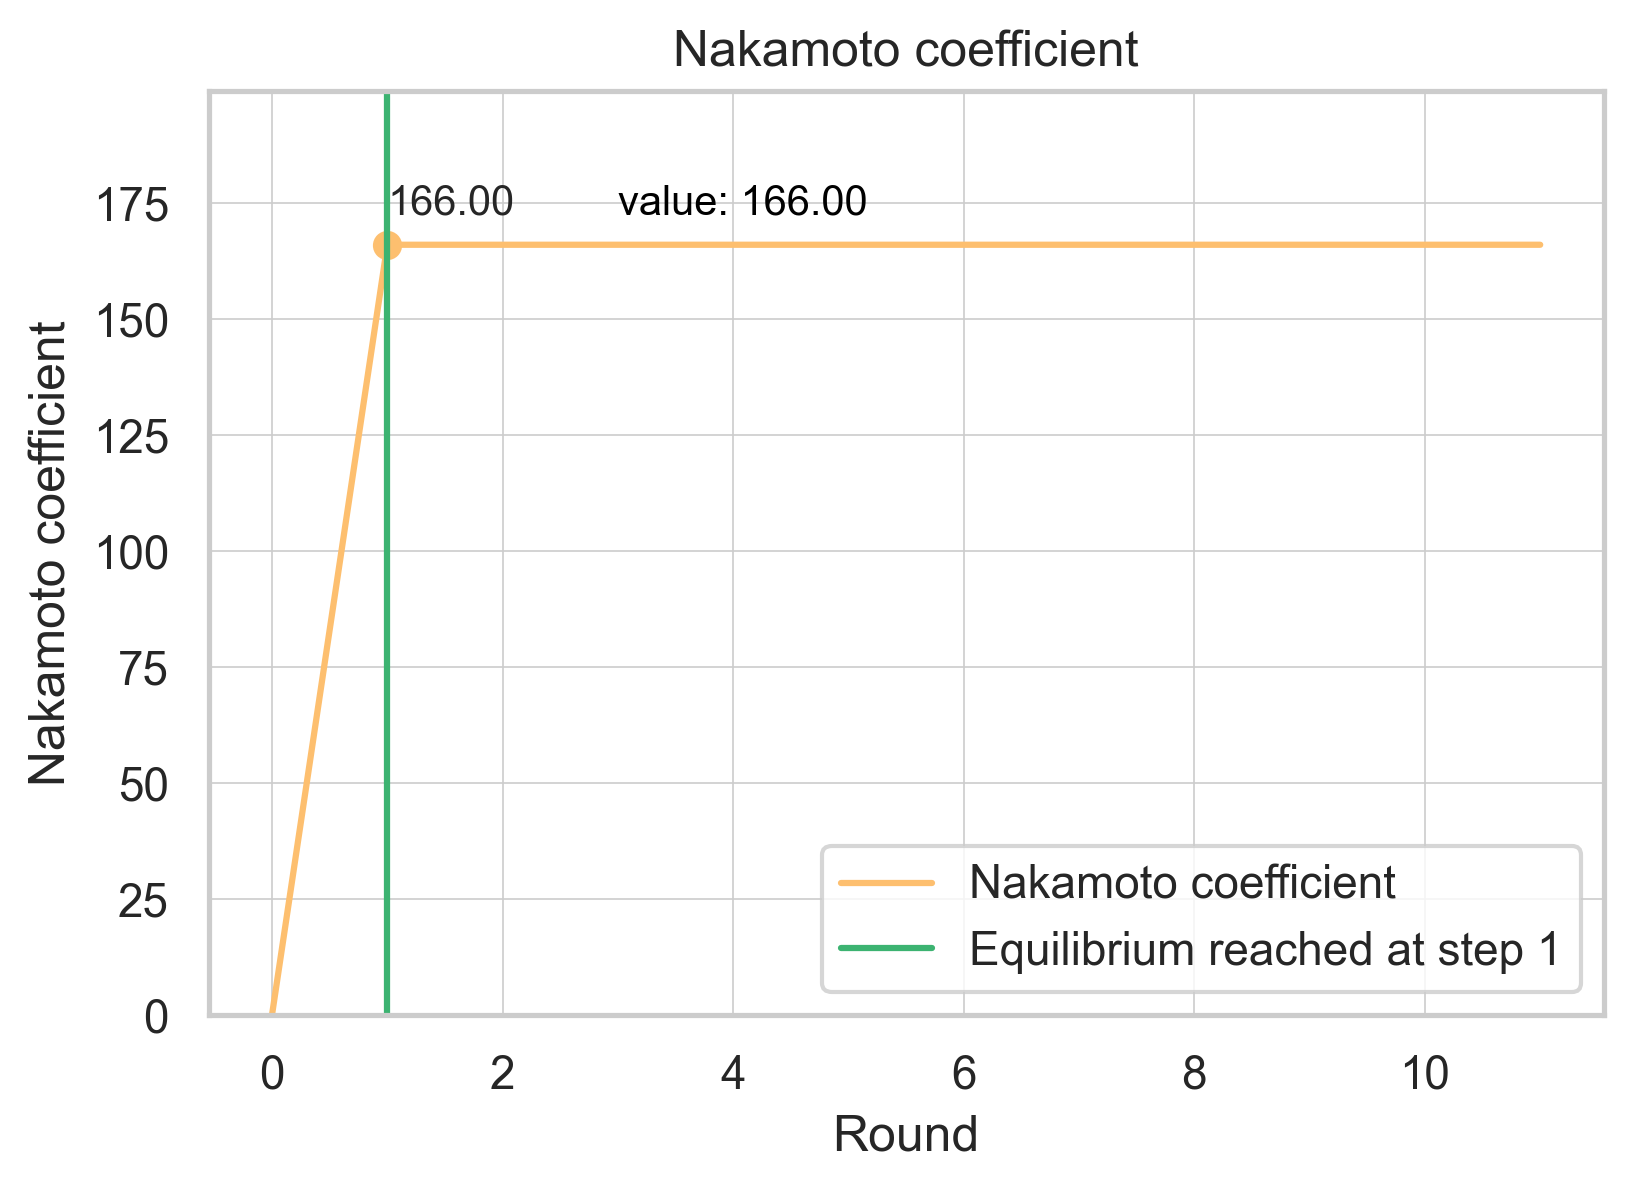 Nakamoto coefficient
Nakamoto coefficient
175
150
125
100
75
50
25
0
166.00
value: 166.00
Nakamoto coefficient
Equilibrium reached at step 1
0 2 4 6 8 10
Round